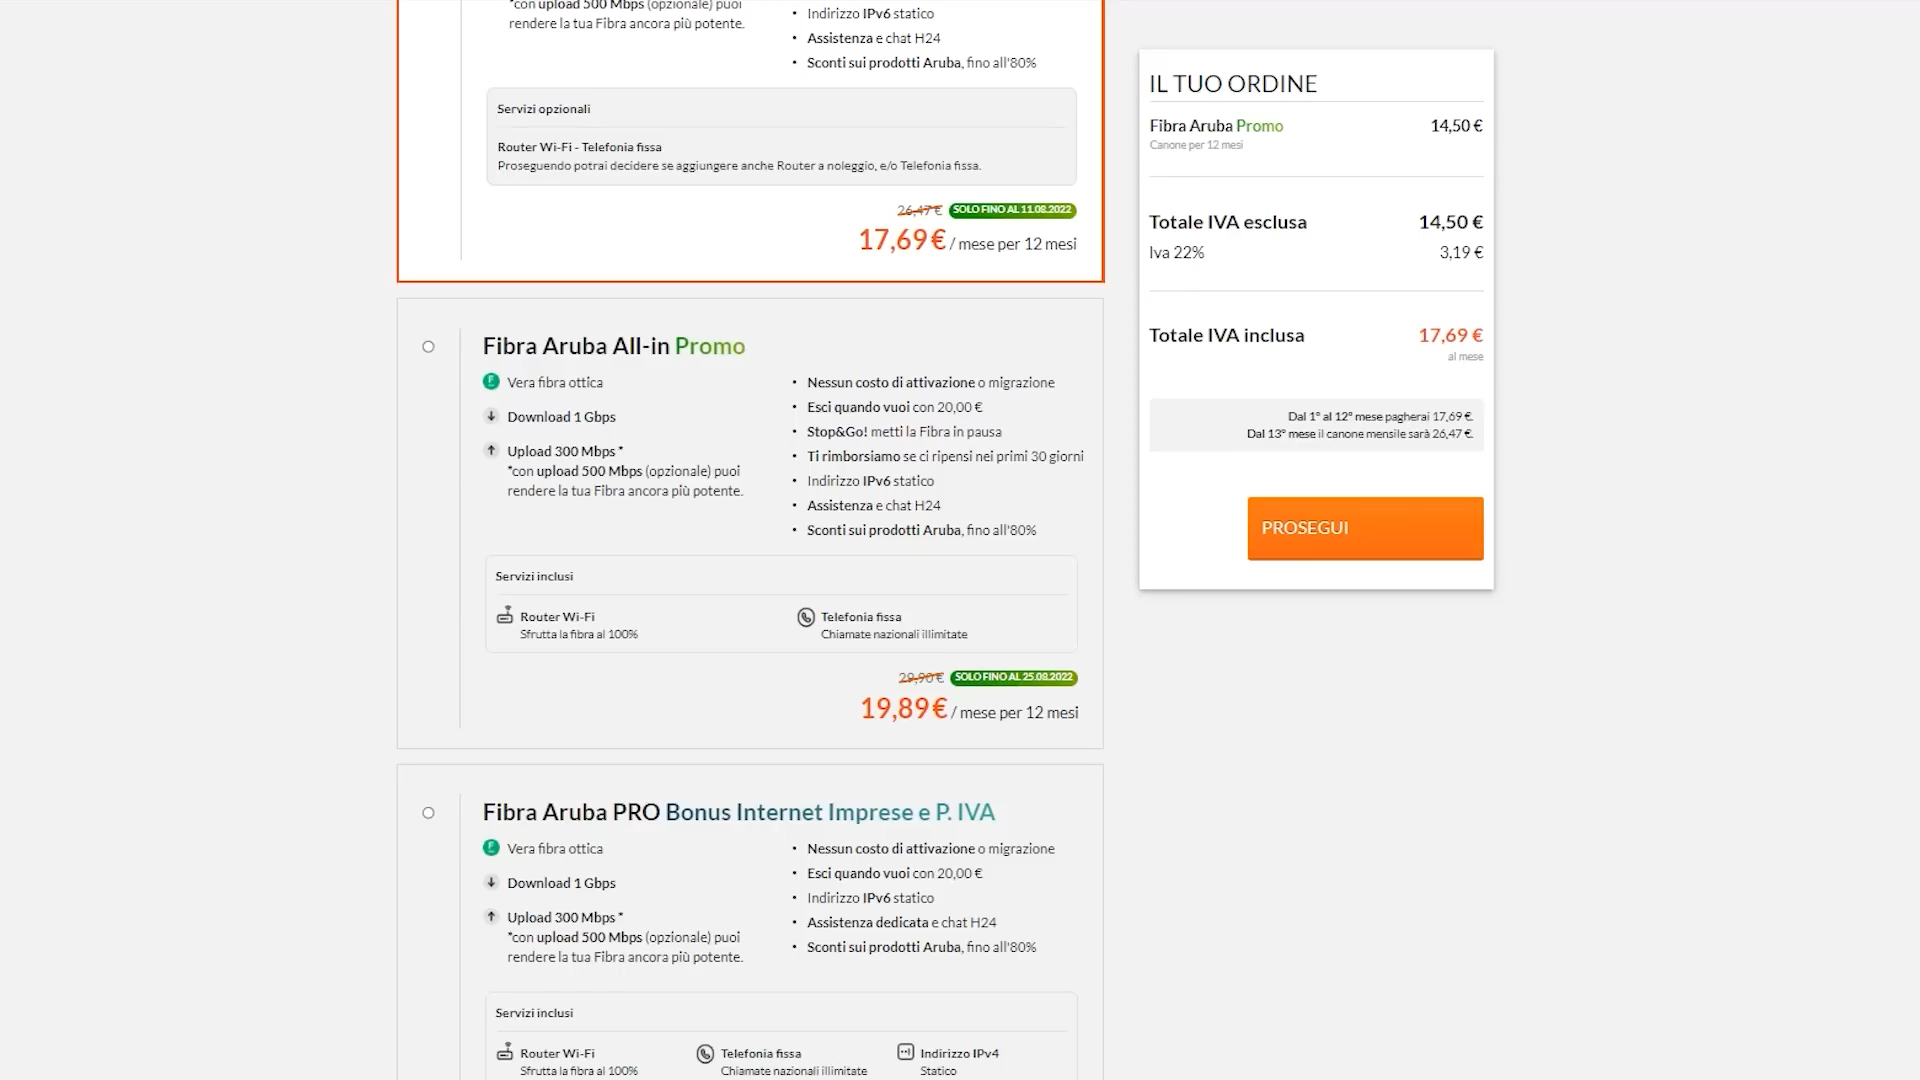 *con upload 500 Mbps (opzionale) puoi
rendere la tua Fibra ancora più potente.
• Indirizzo IPv6 statico
• Assistenza e chat H24
• Sconti sui prodotti Aruba, fino all'80%
Servizi opzionali
Router Wi-Fi - Telefonia fissa
Proseguendo potrai decidere se aggiungere anche Router a noleggio, e/o Telefonia fissa.
26,47 € SOLO FINO AL 11.08.2022
17,69 € / mese per 12 mesi
Fibra Aruba All-in Promo
Vera fibra ottica
Download 1 Gbps
Upload 300 Mbps *
*con upload 500 Mbps (opzionale) puoi
rendere la tua Fibra ancora più potente.
• Nessun costo di attivazione o migrazione
• Esci quando vuoi con 20,00 €
• Stop&Go! metti la Fibra in pausa
• Ti rimborsiamo se ci ripensi nei primi 30 giorni
• Indirizzo IPv6 statico
• Assistenza e chat H24
• Sconti sui prodotti Aruba, fino all'80%
Servizi inclusi
Router Wi-Fi
Sfrutta la fibra al 100%
Telefonia fissa
Chiamate nazionali illimitate
29,90 € SOLO FINO AL 25.08.2022
19,89 € / mese per 12 mesi
Fibra Aruba PRO Bonus Internet Imprese e P. IVA
Vera fibra ottica
Download 1 Gbps
Upload 300 Mbps *
*con upload 500 Mbps (opzionale) puoi
rendere la tua Fibra ancora più potente.
• Nessun costo di attivazione o migrazione
• Esci quando vuoi con 20,00 €
• Indirizzo IPv6 statico
• Assistenza dedicata e chat H24
• Sconti sui prodotti Aruba, fino all'80%
Servizi inclusi
Router Wi-Fi
Sfrutta la fibra al 100%
Telefonia fissa
Chiamate nazionali illimitate
Indirizzo IPv4
Statico
IL TUO ORDINE
Fibra Aruba Promo 14,50 €
Canone per 12 mesi
Totale IVA esclusa 14,50 €
Iva 22% 3,19 €
Totale IVA inclusa 17,69 €
al mese
Dal 1° al 12° mese pagherai 17,69 €.
Dal 13° mese il canone mensile sarà 26,47 €.
PROSEGUI